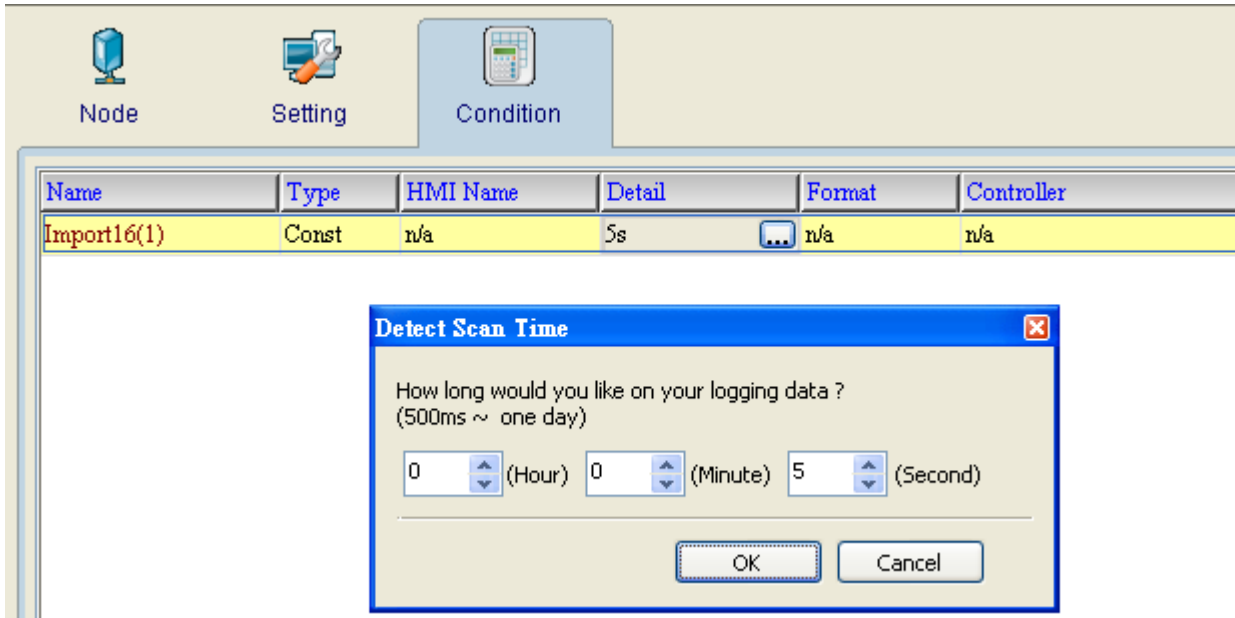 Node Setting Condition
Name Type HMI Name Detail Format Controller
Import16(1) Const n/a 5s ... n/a n/a
Detect Scan Time
How long would you like on your logging data ?
(500ms ~ one day)
0 (Hour) 0 (Minute) 5 (Second)
OK Cancel